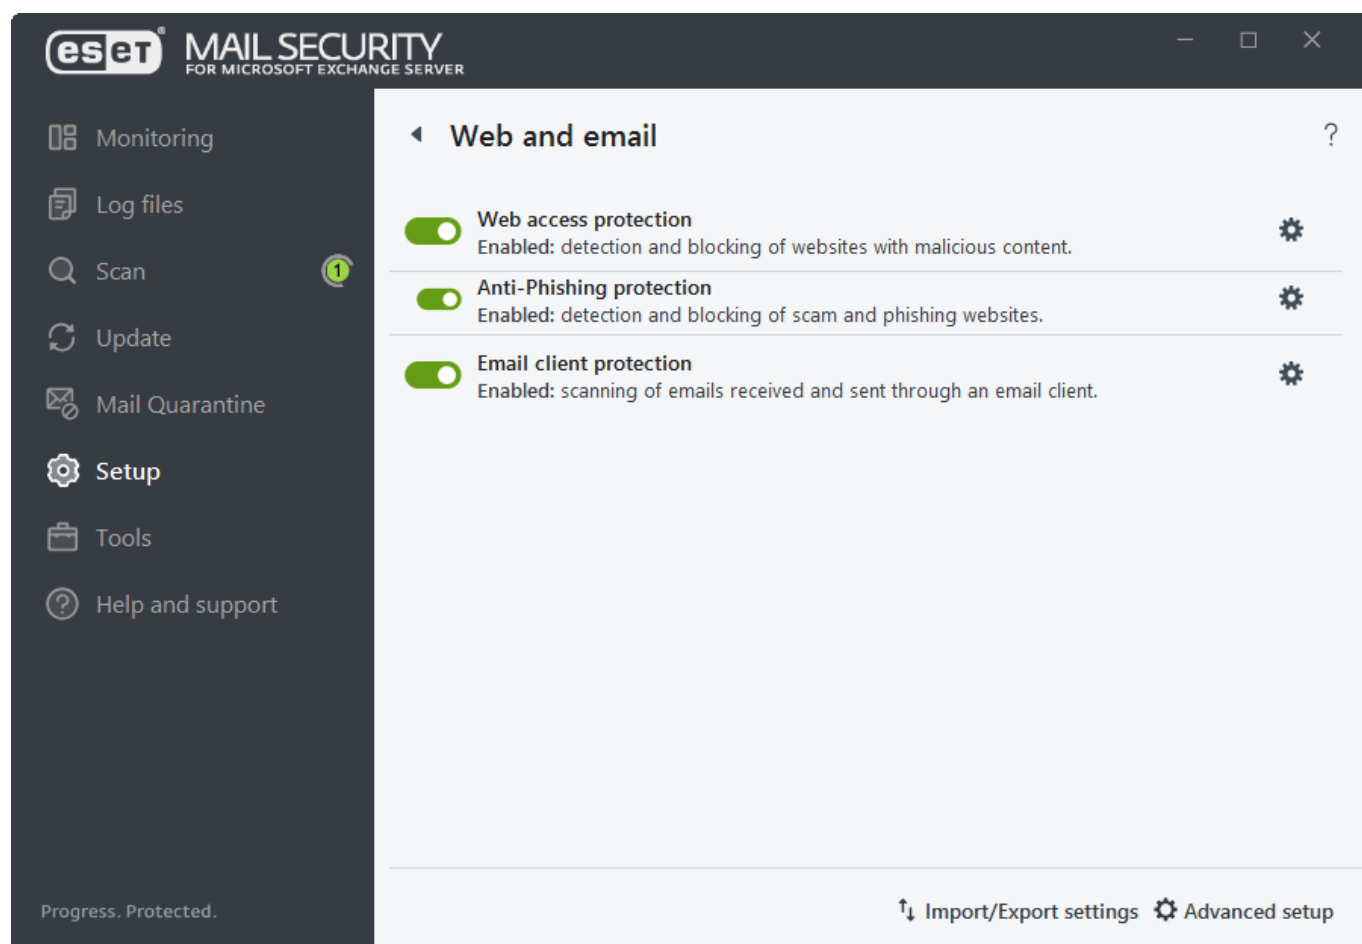 eset® MAIL SECURITY
FOR MICROSOFT EXCHANGE SERVER
Monitoring
Log files
Scan
1
Update
Mail Quarantine
Setup
Tools
? Help and support
Progress. Protected.
Web and email
?
Web access protection
Enabled: detection and blocking of websites with malicious content.
Anti-Phishing protection
Enabled: detection and blocking of scam and phishing websites.
Email client protection
Enabled: scanning of emails received and sent through an email client.
Import/Export settings Advanced setup